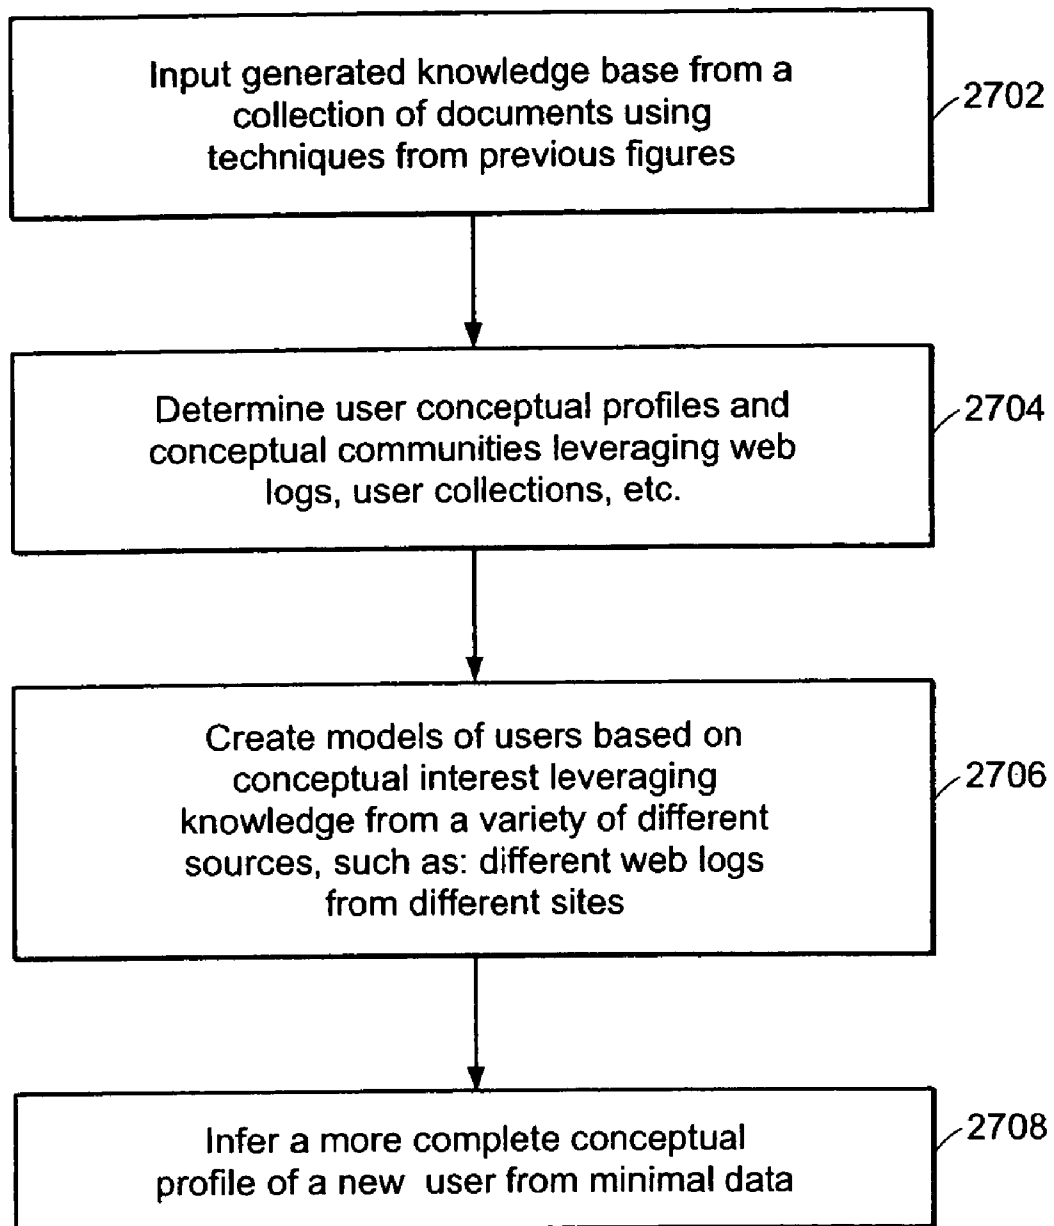 Input generated knowledge base from a
collection of documents using
techniques from previous figures
2702
Determine user conceptual profiles and
conceptual communities leveraging web
logs, user collections, etc.
2704
Create models of users based on
conceptual interest leveraging
knowledge from a variety of different
sources, such as: different web logs
from different sites
2706
Infer a more complete conceptual
profile of a new user from minimal data
2708